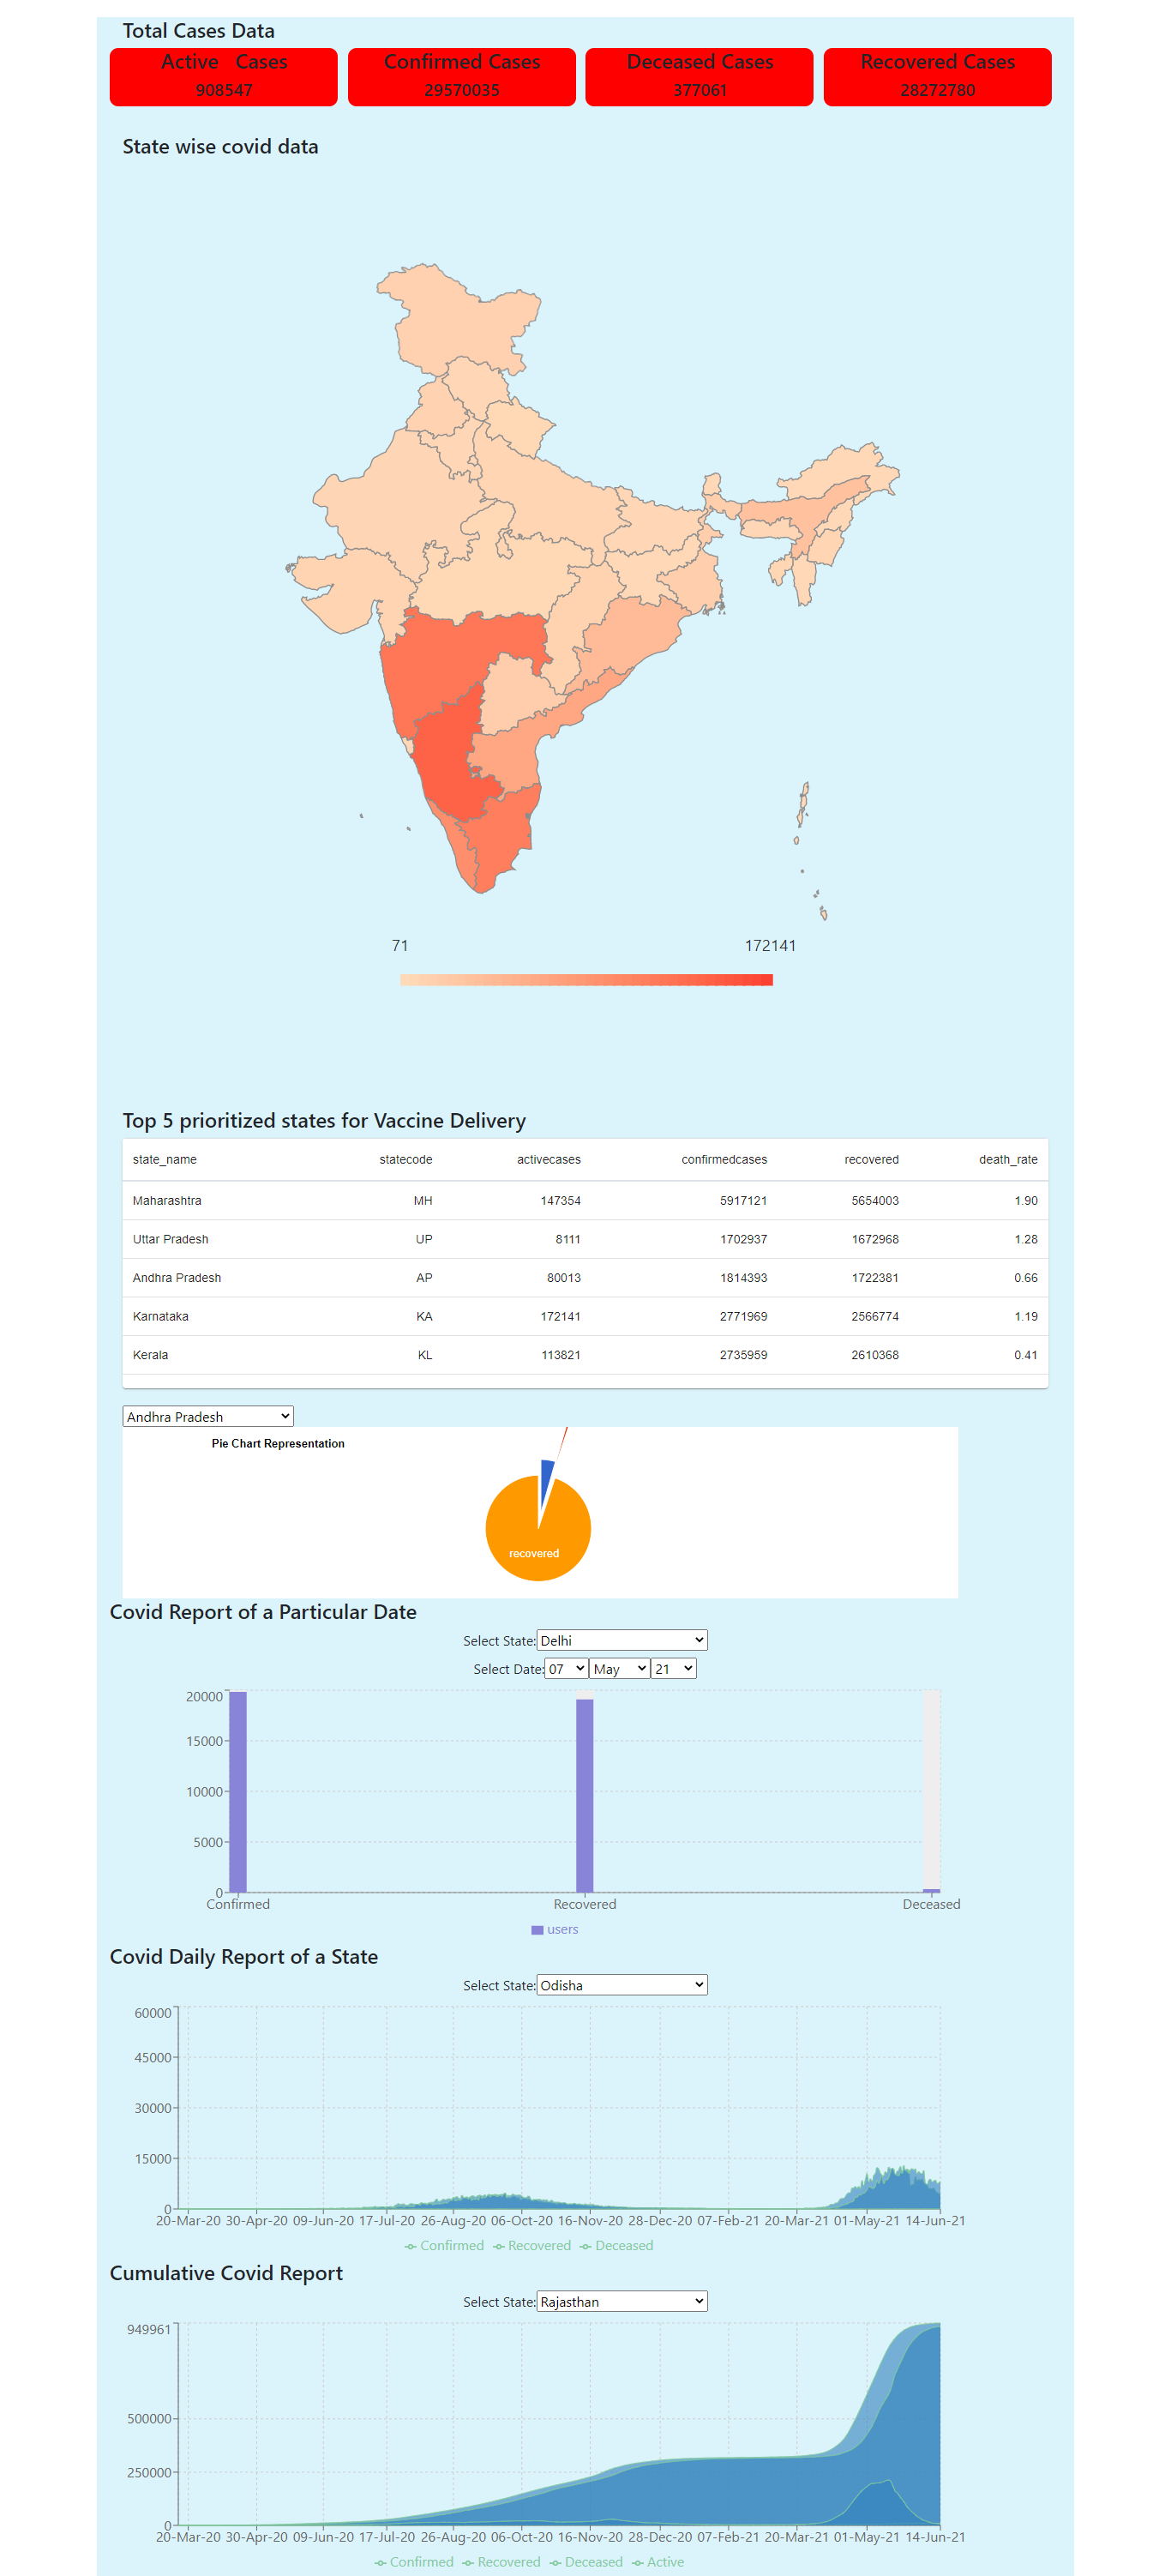 Total Cases Data
Active Cases Confirmed Cases Deceased Cases Recovered Cases
908547 29570035 377061 28272780
State wise covid data
71 172141
Top 5 prioritized states for Vaccine Delivery
state_name statecode activecases confirmedcases recovered death_rate
Maharashtra MH 147354 5917121 5654003 1.90
Uttar Pradesh UP 8111 1702937 1672968 1.28
Andhra Pradesh AP 80013 1814393 1722381 0.66
Karnataka KA 172141 2771969 2566774 1.19
Kerala KL 113821 2735959 2610368 0.41
Andhra Pradesh
Pie Chart Representation
recovered
Covid Report of a Particular Date
Select State: Delhi
Select Date: 07 May 21
20000
15000
10000
5000
0
Confirmed Recovered Deceased
users
Covid Daily Report of a State
Select State: Odisha
60000
45000
30000
15000
0
20-Mar-20 30-Apr-20 09-Jun-20 17-Jul-20 26-Aug-20 06-Oct-20 16-Nov-20 28-Dec-20 07-Feb-21 20-Mar-21 01-May-21 14-Jun-21
Confirmed Recovered Deceased
Cumulative Covid Report
Select State: Rajasthan
949961
500000
250000
0
20-Mar-20 30-Apr-20 09-Jun-20 17-Jul-20 26-Aug-20 06-Oct-20 16-Nov-20 28-Dec-20 07-Feb-21 20-Mar-21 01-May-21 14-Jun-21
Confirmed Recovered Deceased Active